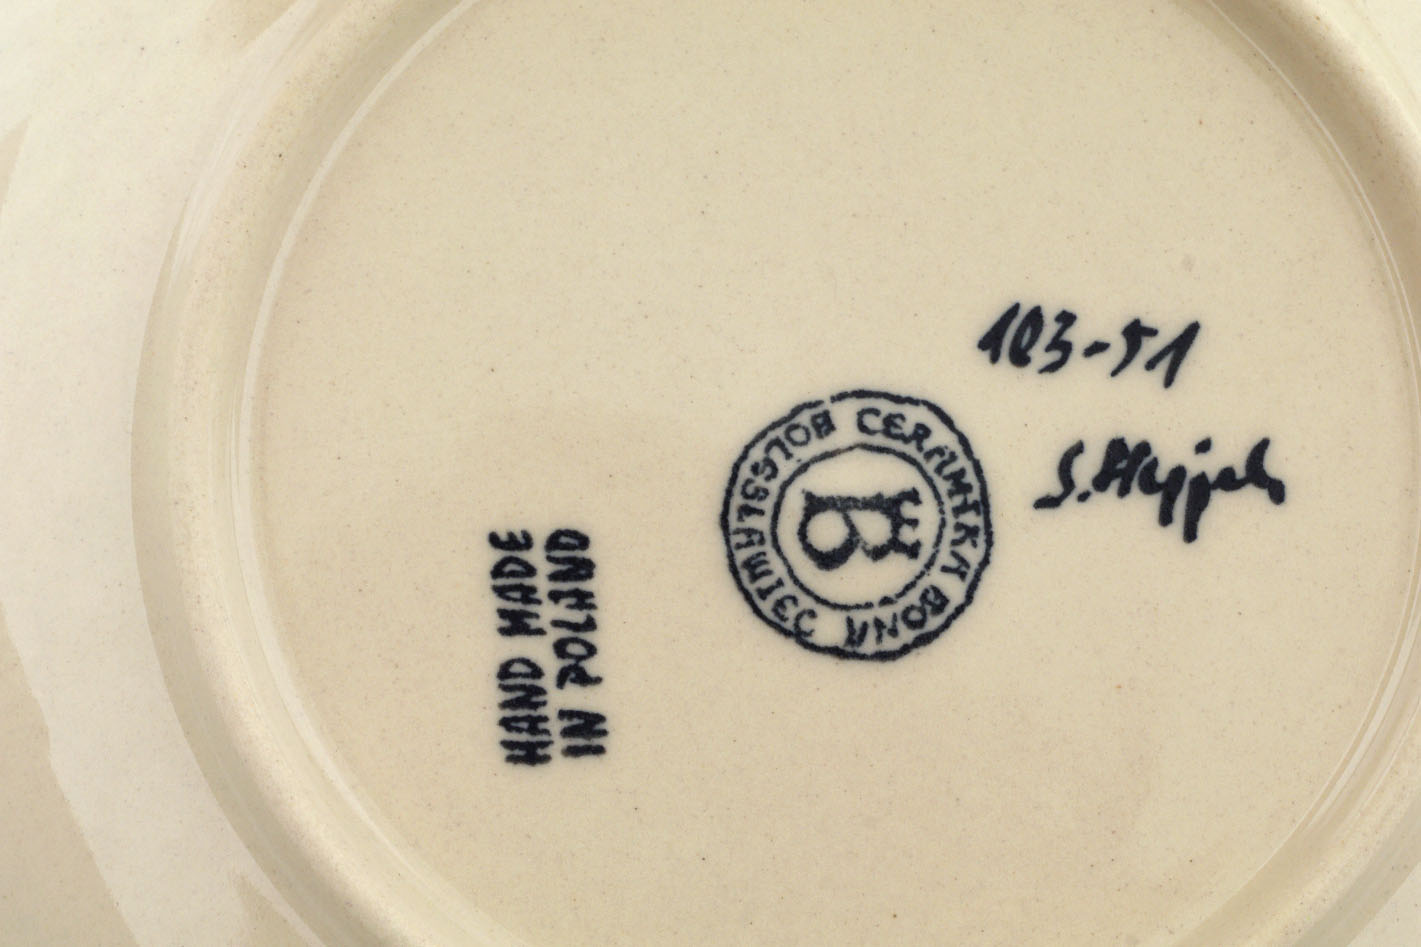 103-51
CERAMIKA BONA
BOLESŁAWIEC
B
HAND MADE
IN POLAND